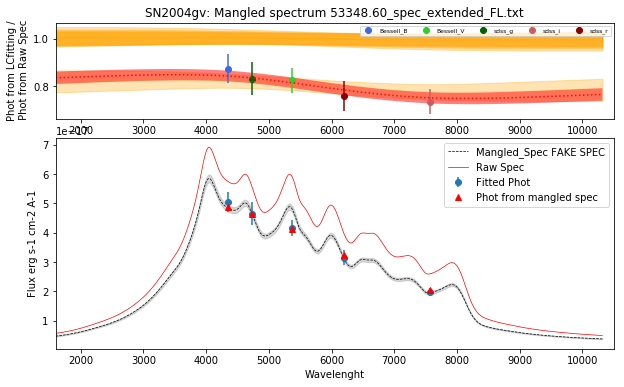 SN2004gv: Mangled spectrum 53348.60_spec_extended_FL.txt
Phot from LCfitting /
Phot from Raw Spec
1.0
0.8
Bessell_B
Bessell_V
sdss_g
sdss_i
sdss_r
2000 3000 4000 5000 6000 7000 8000 9000 10000
1e−17
Flux erg s-1 cm-2 A-1
7
6
5
4
3
2
1
Mangled_Spec FAKE SPEC
Raw Spec
Fitted Phot
Phot from mangled spec
2000 3000 4000 5000 6000 7000 8000 9000 10000
Wavelenght